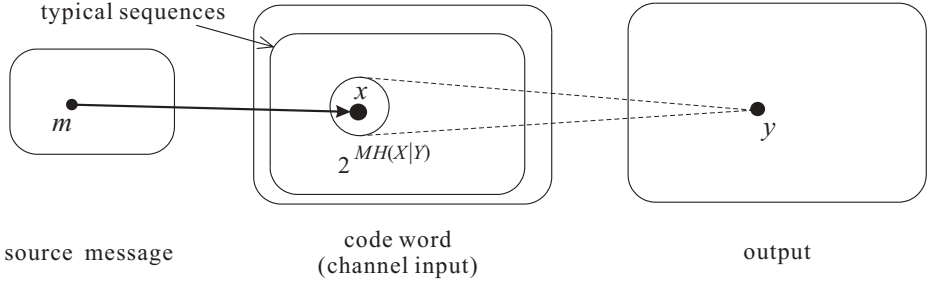 typical sequences
m
x
2^{MH(X|Y)}
y
source message
code word
(channel input)
output